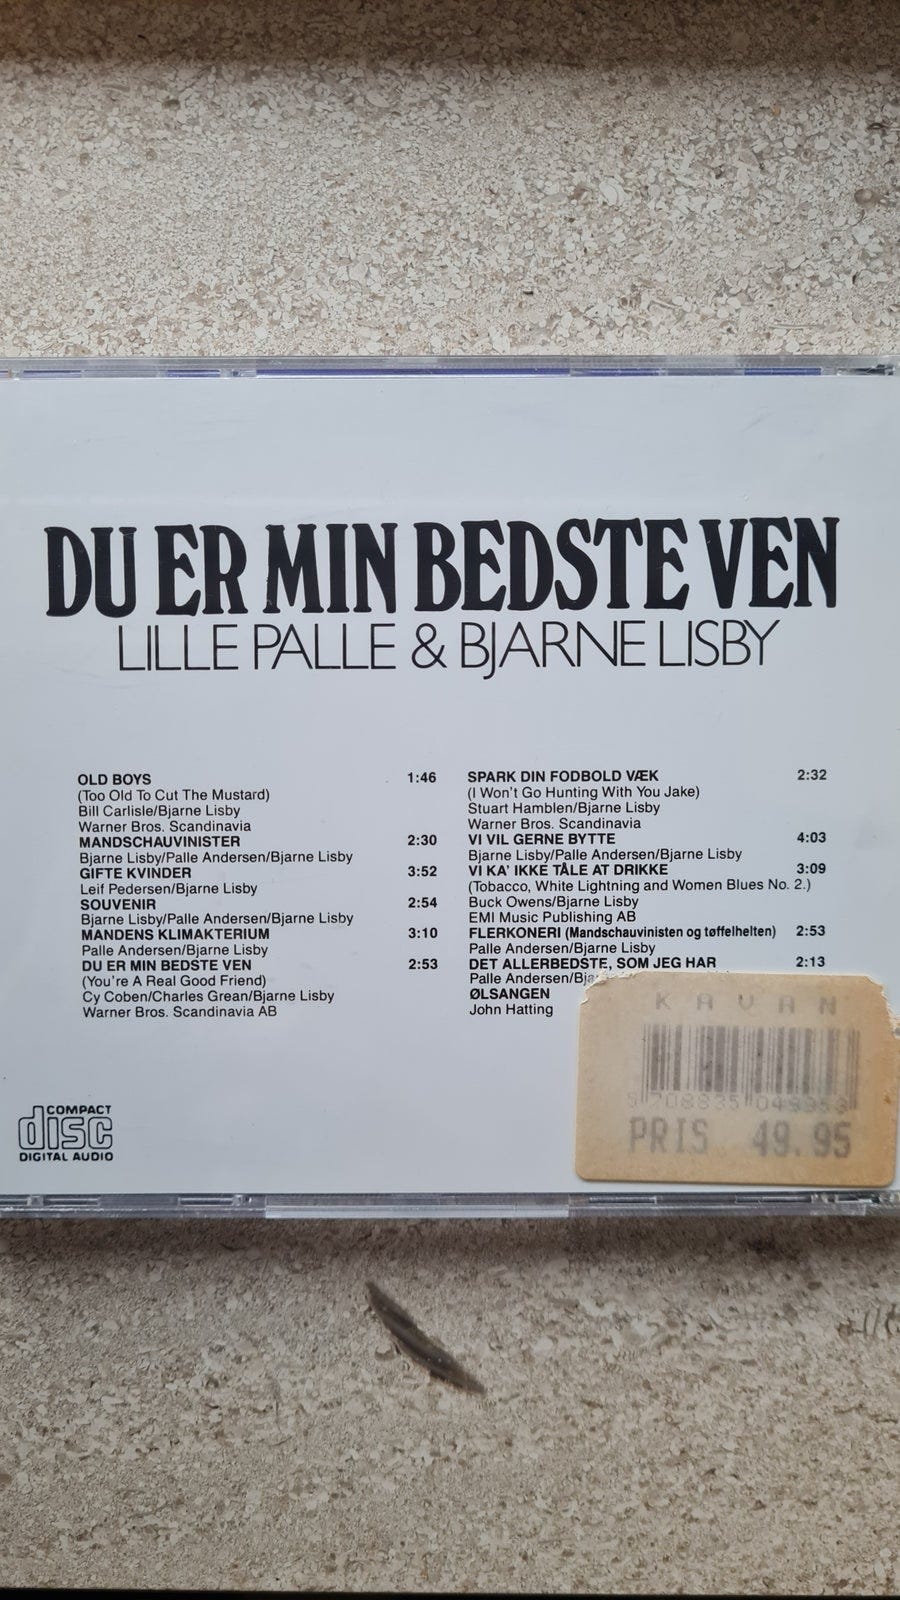 DU ER MIN BEDSTE VEN
LILLE PALLE & BJARNE LISBY
OLD BOYS 1:46
(Too Old To Cut The Mustard)
Bill Carlisle/Bjarne Lisby
Warner Bros. Scandinavia
MANDSCHAUVINISTER 2:30
Bjarne Lisby/Palle Andersen/Bjarne Lisby
GIFTE KVINDER 3:52
Leif Pedersen/Bjarne Lisby
SOUVENIR 2:54
Bjarne Lisby/Palle Andersen/Bjarne Lisby
MANDENS KLIMAKTERIUM 3:10
Palle Andersen/Bjarne Lisby
DU ER MIN BEDSTE VEN 2:53
(You're A Real Good Friend)
Cy Coben/Charles Grean/Bjarne Lisby
Warner Bros. Scandinavia AB
SPARK DIN FODBOLD VÆK 2:32
(I Won't Go Hunting With You Jake)
Stuart Hamblen/Bjarne Lisby
Warner Bros. Scandinavia
VI VIL GERNE BYTTE 4:03
Bjarne Lisby/Palle Andersen/Bjarne Lisby
VI KA' IKKE TÅLE AT DRIKKE 3:09
(Tobacco, White Lightning and Women Blues No. 2.)
Buck Owens/Bjarne Lisby
EMI Music Publishing AB
FLERKONERI (Mandschauvinisten og tøffelhelten) 2:53
Palle Andersen/Bjarne Lisby
DET ALLERBEDSTE, SOM JEG HAR 2:13
Palle Andersen/Bja
ØLSANGEN
John Hatting
KAVAN
PRIS 49.95
COMPACT
disc
DIGITAL AUDIO